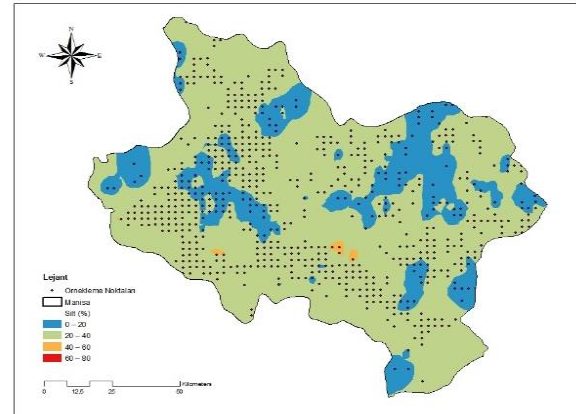 N
W E
S
Lejant
Örnekleme Noktaları
Manisa
Silt (%)
0 – 20
20 – 40
40 – 60
60 – 80
Kilometers
0 12,5 25 50